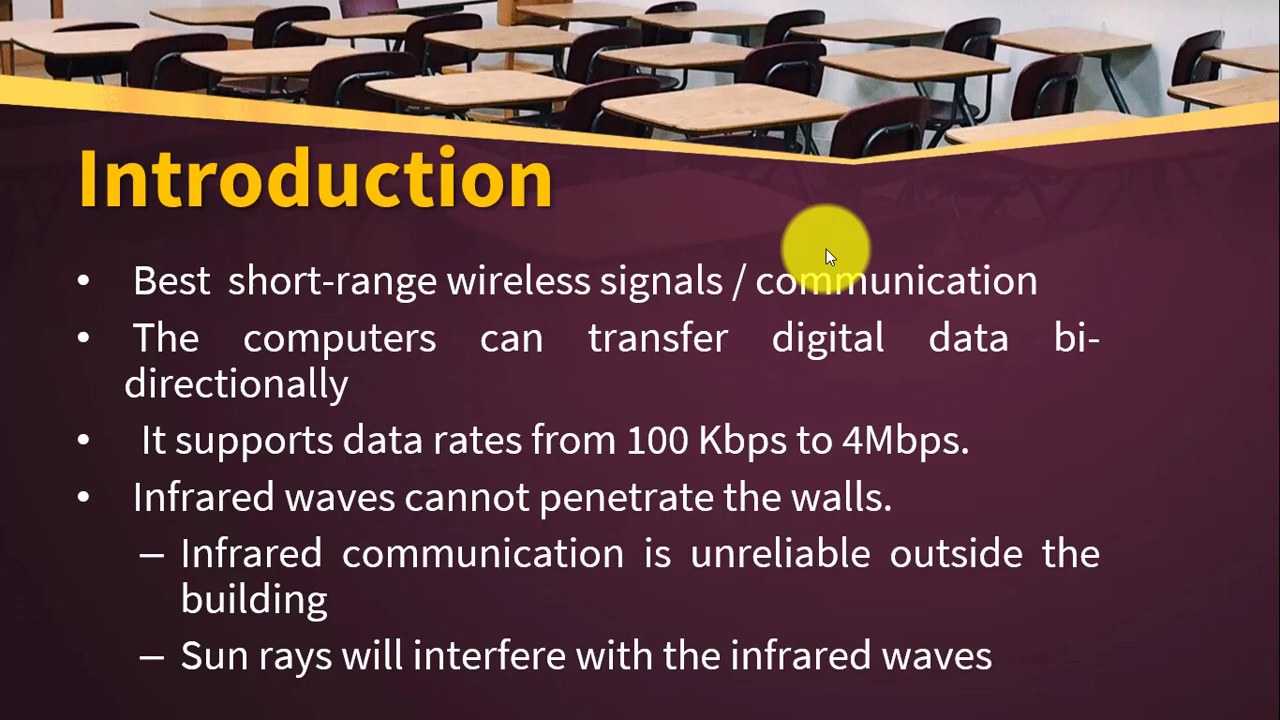 Introduction
• Best short-range wireless signals / communication
• The computers can transfer digital data bi-
directionally
• It supports data rates from 100 Kbps to 4Mbps.
• Infrared waves cannot penetrate the walls.
– Infrared communication is unreliable outside the
building
– Sun rays will interfere with the infrared waves